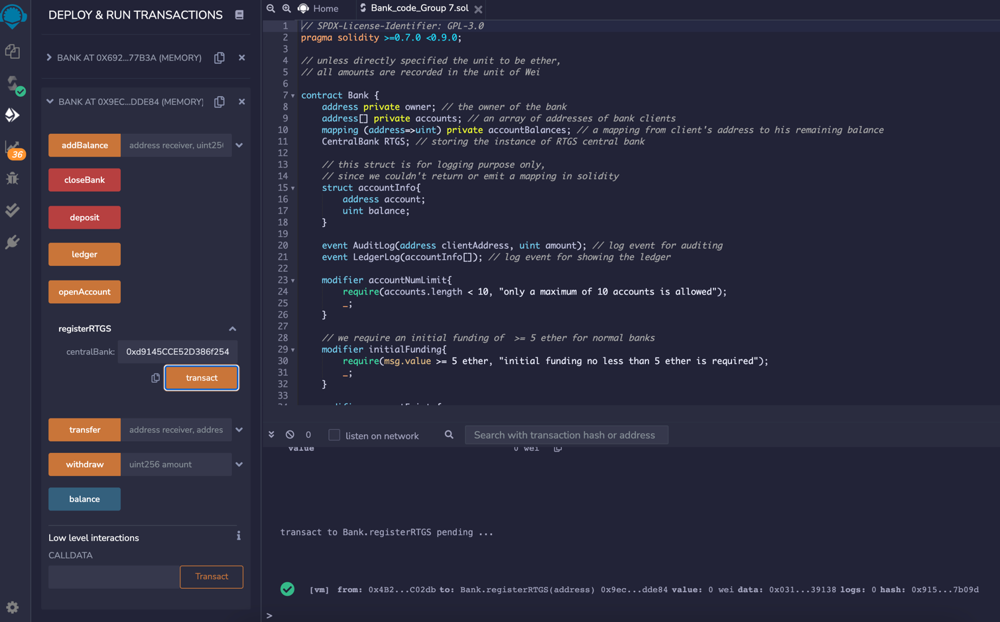 DEPLOY & RUN TRANSACTIONS
BANK AT 0X692...77B3A (MEMORY)
BANK AT 0X9EC...DDE84 (MEMORY)
addBalance address receiver, uint25
closeBank
deposit
ledger
openAccount
registerRTGS
centralBank: 0xd9145CCE52D386f254
transact
transfer address receiver, addres
withdraw uint256 amount
balance
Low level interactions
CALLDATA
Transact
36
Home
Bank_code_Group 7.sol
1 // SPDX-License-Identifier: GPL-3.0
2 pragma solidity >=0.7.0 <0.9.0;
3
4 // unless directly specified the unit to be ether,
5 // all amounts are recorded in the unit of Wei
6
7 contract Bank {
8 address private owner; // the owner of the bank
9 address[] private accounts; // an array of addresses of bank clients
10 mapping (address=>uint) private accountBalances; // a mapping from client's address to his remaining balance
11 CentralBank RTGS; // storing the instance of RTGS central bank
12
13 // this struct is for logging purpose only,
14 // since we couldn't return or emit a mapping in solidity
15 struct accountInfo{
16 address account;
17 uint balance;
18 }
19
20 event AuditLog(address clientAddress, uint amount); // log event for auditing
21 event LedgerLog(accountInfo[]); // log event for showing the ledger
22
23 modifier accountNumLimit{
24 require(accounts.length < 10, "only a maximum of 10 accounts is allowed");
25 _;
26 }
27
28 // we require an initial funding of  >= 5 ether for normal banks
29 modifier initialFunding{
30 require(msg.value >= 5 ether, "initial funding no less than 5 ether is required");
31 _;
32 }
33
0 listen on network Search with transaction hash or address
value 0 wei
transact to Bank.registerRTGS pending ...
[vm] from: 0x4B2...C02db to: Bank.registerRTGS(address) 0x9ec...dde84 value: 0 wei data: 0x031...39138 logs: 0 hash: 0x915...7b09d
>